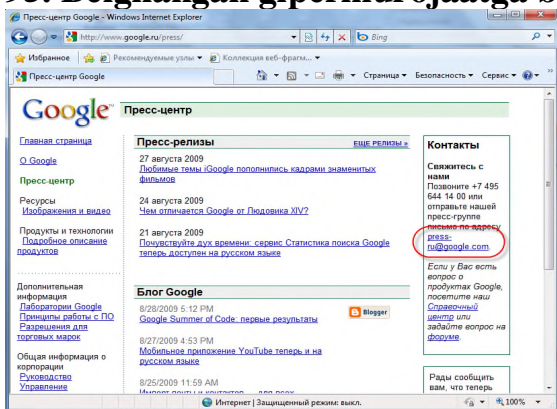 Пресс-центр Google - Windows Internet Explorer
http://www.google.ru/press/
Bing
Избранное
Рекомендуемые узлы
Коллекция веб-фрагм...
Пресс-центр Google
Страница
Безопасность
Сервис
Google™
Пресс-центр
Главная страница
О Google
Пресс-центр
Ресурсы
Изображения и видео
Продукты и технологии
Подробное описание
продуктов
Дополнительная
информация
Лаборатории Google
Принципы работы с ПО
Разрешения для
торговых марок
Общая информация о
корпорации
Руководство
Управление
Пресс-релизы
ЕЩЕ РЕЛИЗЫ »
27 августа 2009
Любимые темы iGoogle пополнились кадрами знаменитых
фильмов
24 августа 2009
Чем отличается Google от Людовика XIV?
21 августа 2009
Почувствуйте дух времени: сервис Статистика поиска Google
теперь доступен на русском языке
Блог Google
8/28/2009 5:12 PM
Blogger
Google Summer of Code: первые результаты
8/27/2009 4:53 PM
Мобильное приложение YouTube теперь и на
русском языке
8/25/2009 11:59 AM
Контакты
Свяжитесь с
нами
Позвоните +7 495
644 14 00 или
отправьте нашей
пресс-группе
письмо по адресу
press-
ru@google.com.
Если у Вас есть
вопрос о
продуктах Google,
посетите наш
Справочный
центр или
задайте вопрос на
форуме.
Рады сообщить
вам, что теперь
Интернет | Защищенный режим: выкл.
100%